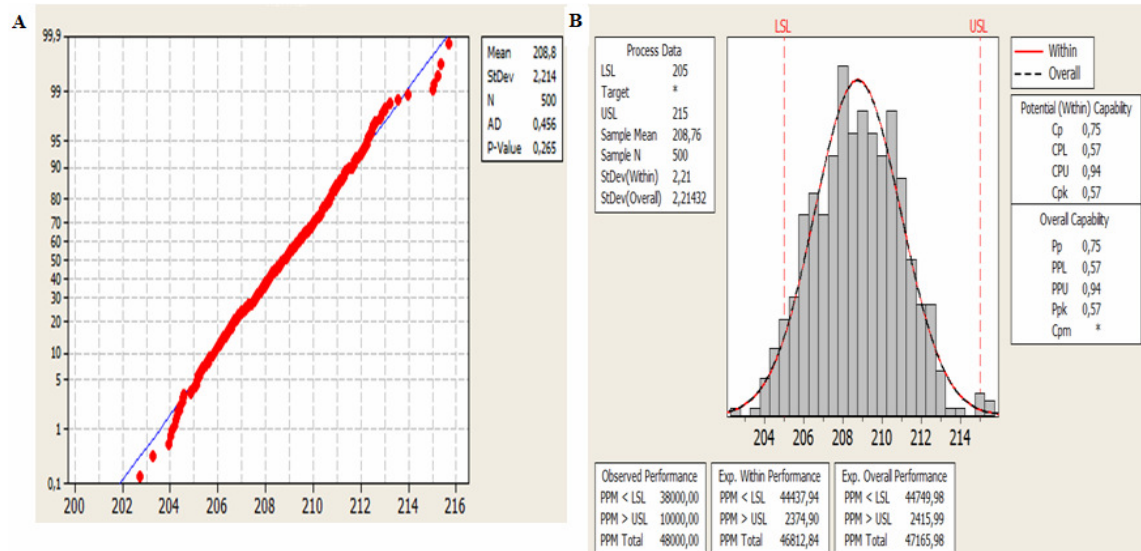 A
99,9
99
95
90
80
70
60
50
40
30
20
10
5
1
0,1
200 202 204 206 208 210 212 214 216
Mean 208,8
StDev 2,214
N 500
AD 0,456
P-Value 0,265
B
LSL USL
Process Data
LSL 205
Target *
USL 215
Sample Mean 208,76
Sample N 500
StDev(Within) 2,21
StDev(Overall) 2,21432
Within
Overall
Potential (Within) Capability
Cp 0,75
CPL 0,57
CPU 0,94
Cpk 0,57
Overall Capability
Pp 0,75
PPL 0,57
PPU 0,94
Ppk 0,57
Cpm *
204 206 208 210 212 214
Observed Performance
PPM < LSL 38000,00
PPM > USL 10000,00
PPM Total 48000,00
Exp. Within Performance
PPM < LSL 44437,94
PPM > USL 2374,90
PPM Total 46812,84
Exp. Overall Performance
PPM < LSL 44749,98
PPM > USL 2415,99
PPM Total 47165,98